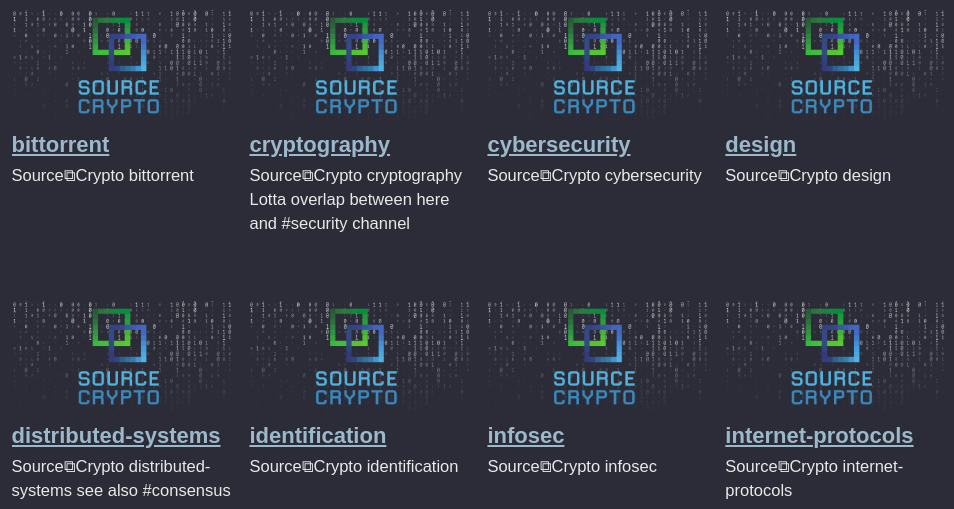 SOURCE
CRYPTO
SOURCE
CRYPTO
SOURCE
CRYPTO
SOURCE
CRYPTO
bittorrent
Source⧉Crypto bittorrent
cryptography
Source⧉Crypto cryptography
Lotta overlap between here
and #security channel
cybersecurity
Source⧉Crypto cybersecurity
design
Source⧉Crypto design
SOURCE
CRYPTO
SOURCE
CRYPTO
SOURCE
CRYPTO
SOURCE
CRYPTO
distributed-systems
Source⧉Crypto distributed-
systems see also #consensus
identification
Source⧉Crypto identification
infosec
Source⧉Crypto infosec
internet-protocols
Source⧉Crypto internet-
protocols